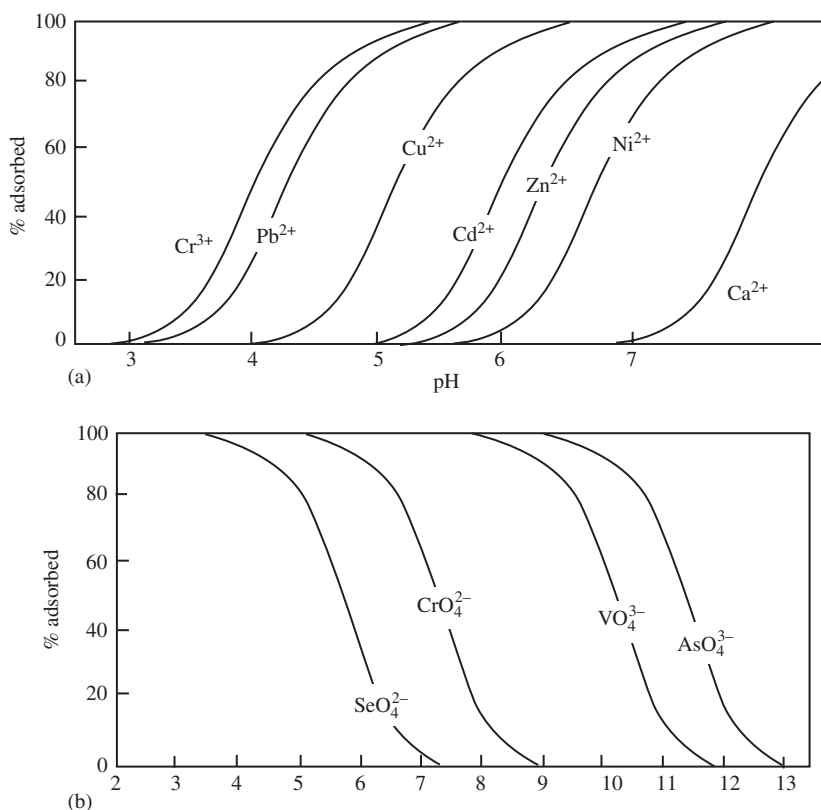 100
80
60
40
20
0
% adsorbed
Cr³⁺
Pb²⁺
Cu²⁺
Cd²⁺
Zn²⁺
Ni²⁺
Ca²⁺
3 4 5 6 7
pH
(a)
100
80
60
40
20
0
% adsorbed
SeO₄²⁻
CrO₄²⁻
VO₄³⁻
AsO₄³⁻
2 3 4 5 6 7 8 9 10 11 12 13
(b)